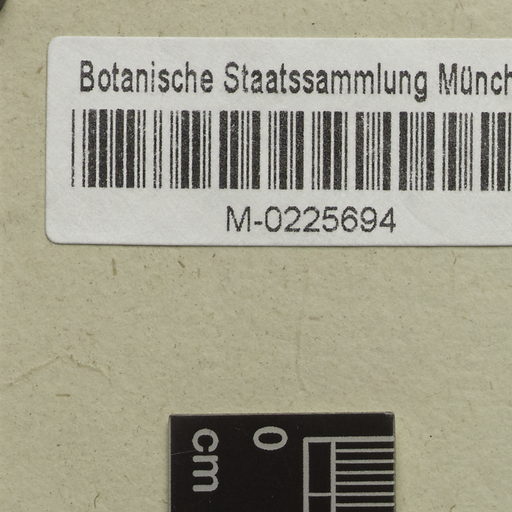 Botanische Staatssammlung Münch
M-0225694
0
cm